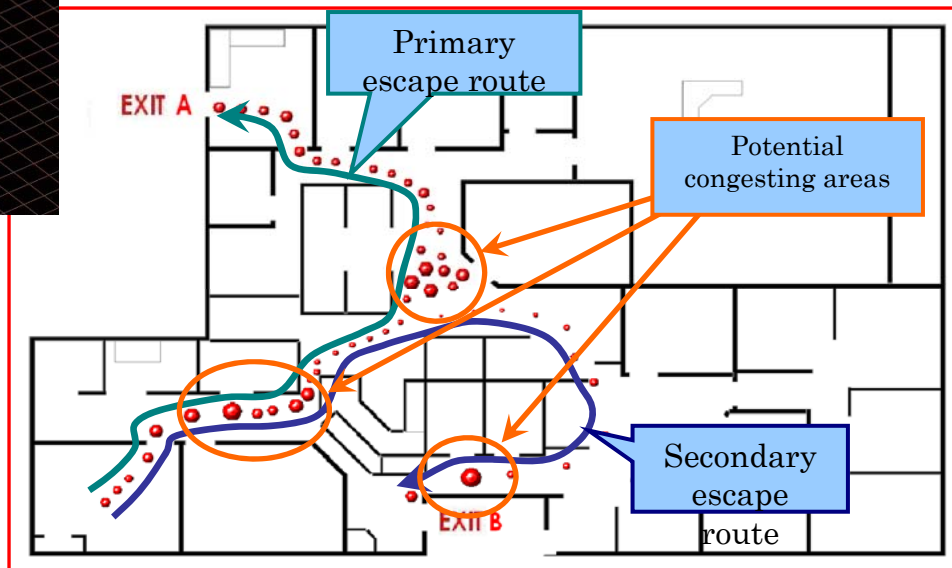 Primary
escape route
EXIT A
Potential
congesting areas
Secondary
escape
route
EXIT B